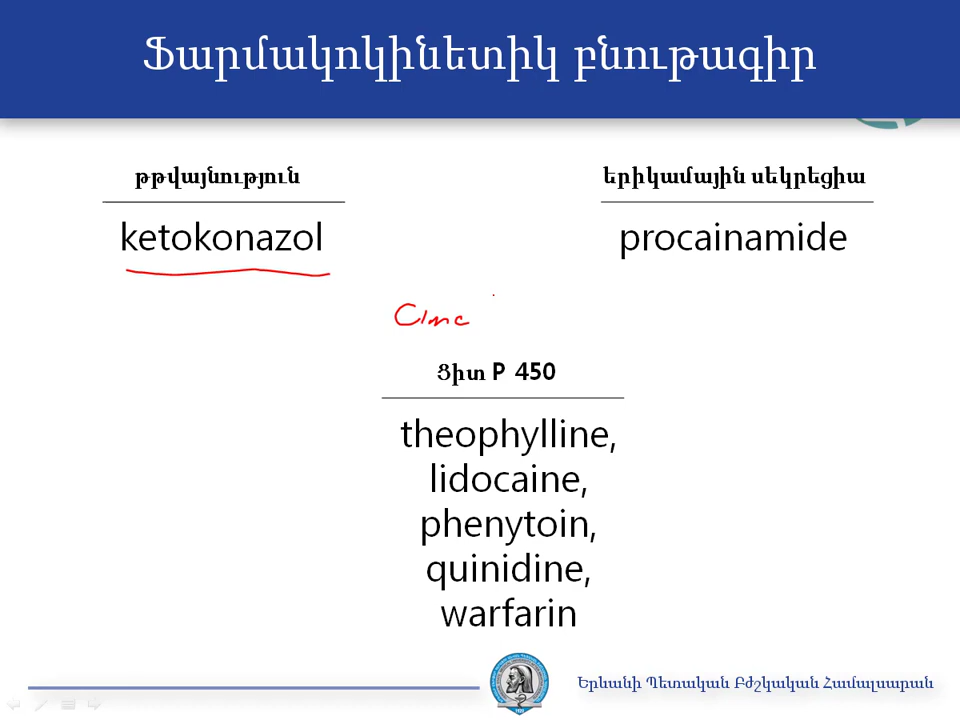 Ֆարմակոկինետիկ բնութագիր
թթվայնություն
ketokonazol
երիկամային սեկրեցիա
procainamide
Cimc
Ցիտ P 450
theophylline,
lidocaine,
phenytoin,
quinidine,
warfarin
Երևանի Պետական Բժշկական Համալսարան